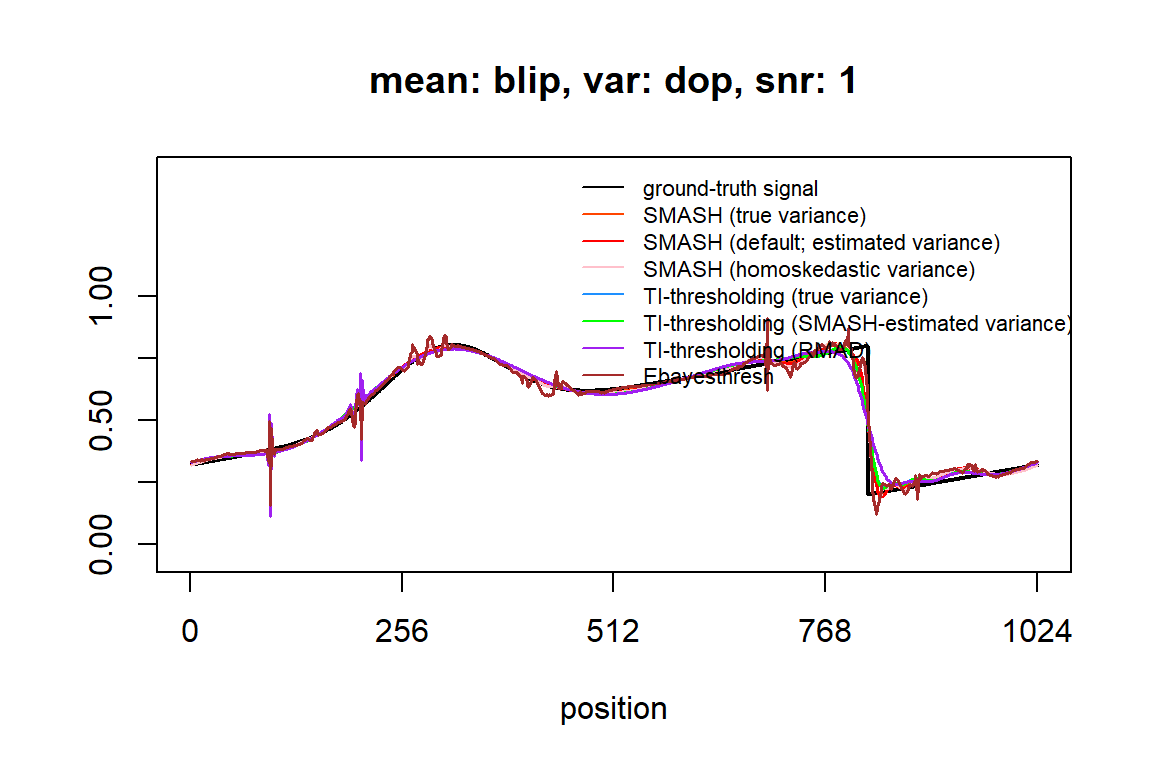 mean: blip, var: dop, snr: 1
ground-truth signal
SMASH (true variance)
SMASH (default; estimated variance)
SMASH (homoskedastic variance)
TI-thresholding (true variance)
TI-thresholding (SMASH-estimated variance)
TI-thresholding (RMAD)
Ebayesthresh
1.00
0.50
0.00
0 256 512 768 1024
position